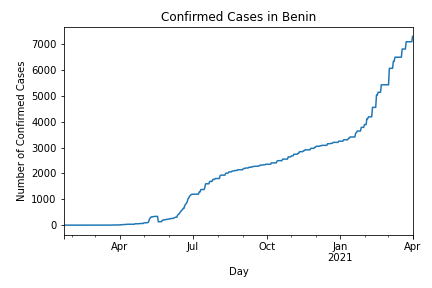 Confirmed Cases in Benin
Number of Confirmed Cases
7000
6000
5000
4000
3000
2000
1000
0
Apr
Jul
Oct
Jan
2021
Apr
Day